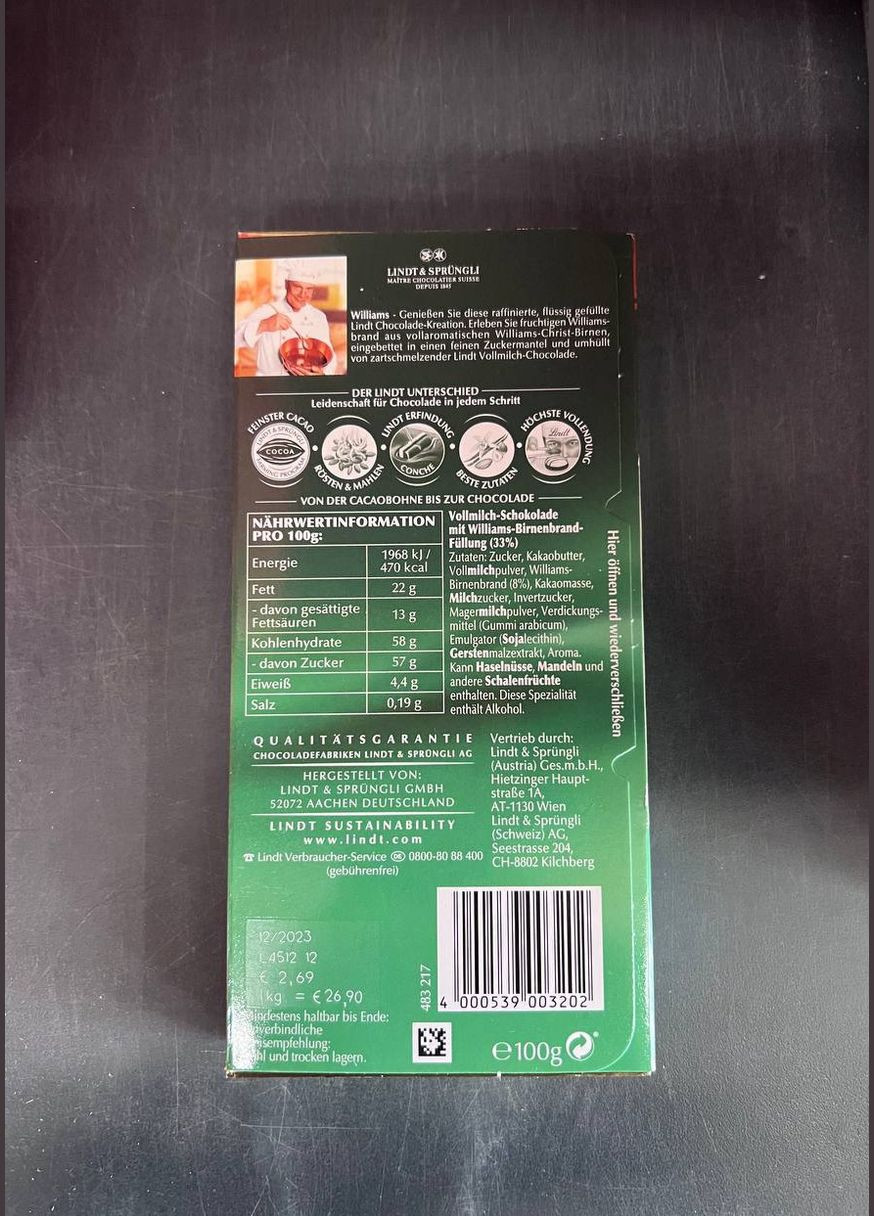 LINDT & SPRÜNGLI
MAÎTRE CHOCOLATIER SUISSE
DEPUIS 1845
Williams - Genießen Sie diese raffinierte, flüssig gefüllte
Lindt Chocolade-Kreation. Erleben Sie fruchtigen Williams-
brand aus vollaromatischen Williams-Christ-Birnen,
eingebettet in einen feinen Zuckermantel und umhüllt
von zartschmelzender Lindt Vollmilch-Chocolade.
DER LINDT UNTERSCHIED
Leidenschaft für Chocolade in jedem Schritt
FEINSTER CACAO
LINDT & SPRÜNGLI
COCOA
FARMING PROGRAM
RÖSTEN & MAHLEN
LINDT ERFINDUNG
CONCHE
BESTE ZUTATEN
HÖCHSTE VOLLENDUNG
Lindt
VON DER CACAOBOHNE BIS ZUR CHOCOLADE
NÄHRWERTINFORMATION
PRO 100g:
Energie 1968 kJ /
470 kcal
Fett 22 g
- davon gesättigte
Fettsäuren 13 g
Kohlenhydrate 58 g
- davon Zucker 57 g
Eiweiß 4,4 g
Salz 0,19 g
Vollmilch-Schokolade
mit Williams-Birnenbrand-
Füllung (33%)
Zutaten: Zucker, Kakaobutter,
Vollmilchpulver, Williams-
Birnenbrand (8%), Kakaomasse,
Milchzucker, Invertzucker,
Magermilchpulver, Verdickungs-
mittel (Gummi arabicum),
Emulgator (Sojalecithin),
Gerstenmalzextrakt, Aroma.
Kann Haselnüsse, Mandeln und
andere Schalenfrüchte
enthalten. Diese Spezialität
enthält Alkohol.
Hier öffnen und wiederverschließen
QUALITÄTSGARANTIE
CHOCOLADEFABRIKEN LINDT & SPRÜNGLI AG
HERGESTELLT VON:
LINDT & SPRÜNGLI GMBH
52072 AACHEN DEUTSCHLAND
LINDT SUSTAINABILITY
www.lindt.com
☎ Lindt Verbraucher-Service DE 0800-80 88 400
(gebührenfrei)
Vertrieb durch:
Lindt & Sprüngli
(Austria) Ges.m.b.H.,
Hietzinger Haupt-
straße 1A,
AT-1130 Wien
Lindt & Sprüngli
(Schweiz) AG,
Seestrasse 204,
CH-8802 Kilchberg
12/2023
L4512 12
€ 2,69
1kg = € 26,90
Mindestens haltbar bis Ende:
und trocken lagern.
483 217
4 000539 003202
e 100g